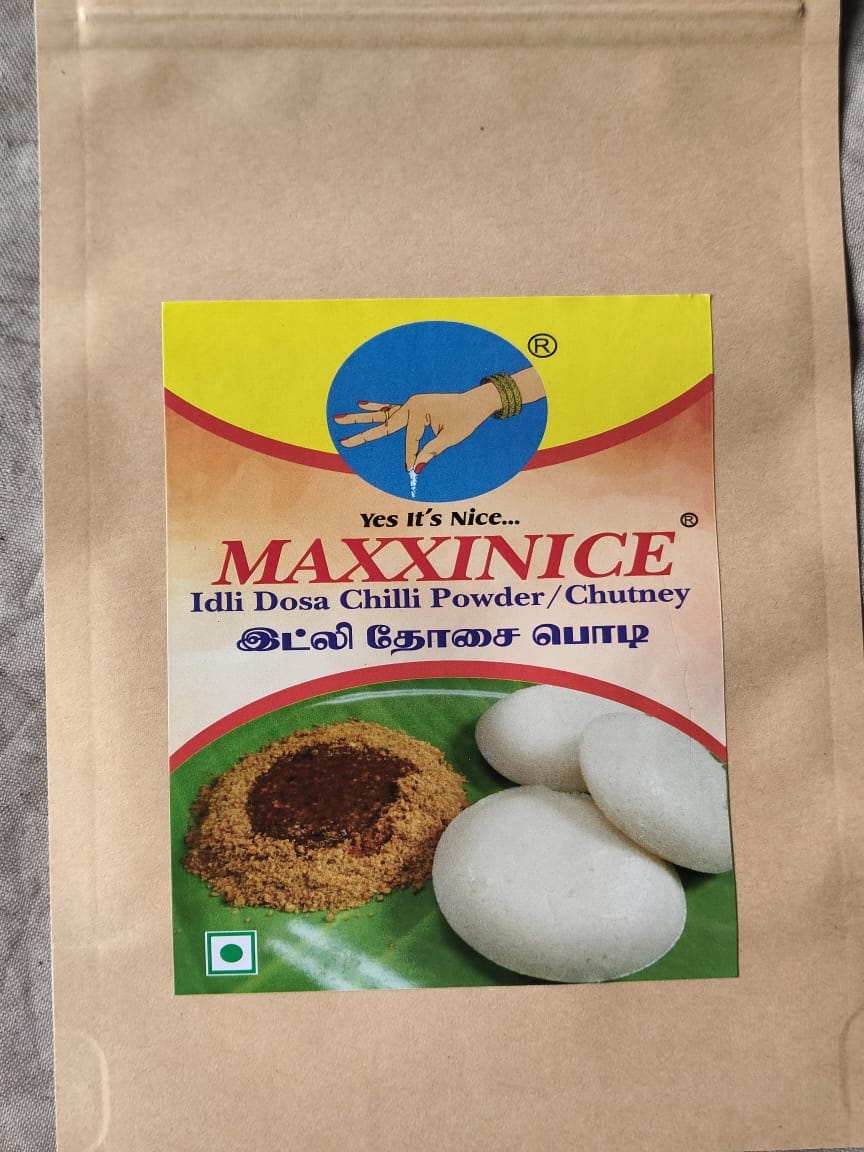 ®
Yes It's Nice...
MAXXINICE®
Idli Dosa Chilli Powder/Chutney
இட்லி தோசை பொடி